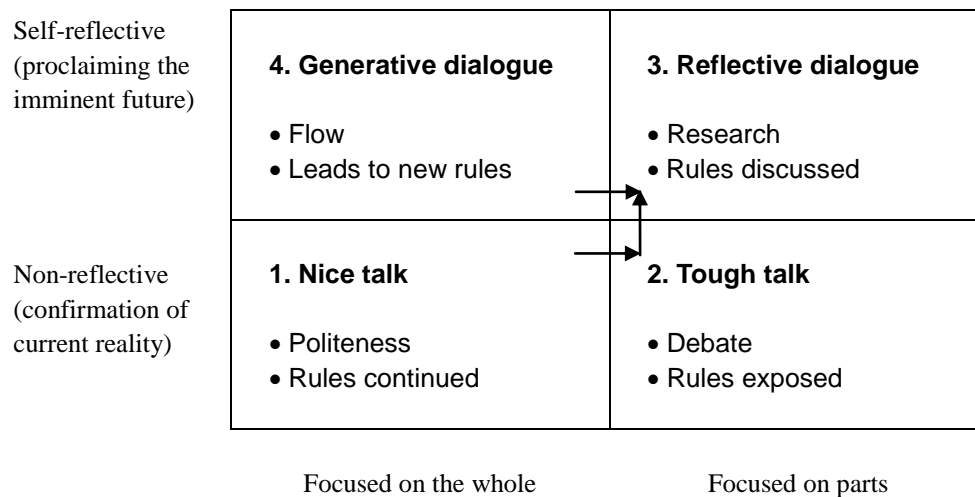 Self-reflective
(proclaiming the
imminent future)
4. Generative dialogue
• Flow
• Leads to new rules
3. Reflective dialogue
• Research
• Rules discussed
Non-reflective
(confirmation of
current reality)
1. Nice talk
• Politeness
• Rules continued
2. Tough talk
• Debate
• Rules exposed
Focused on the whole
Focused on parts